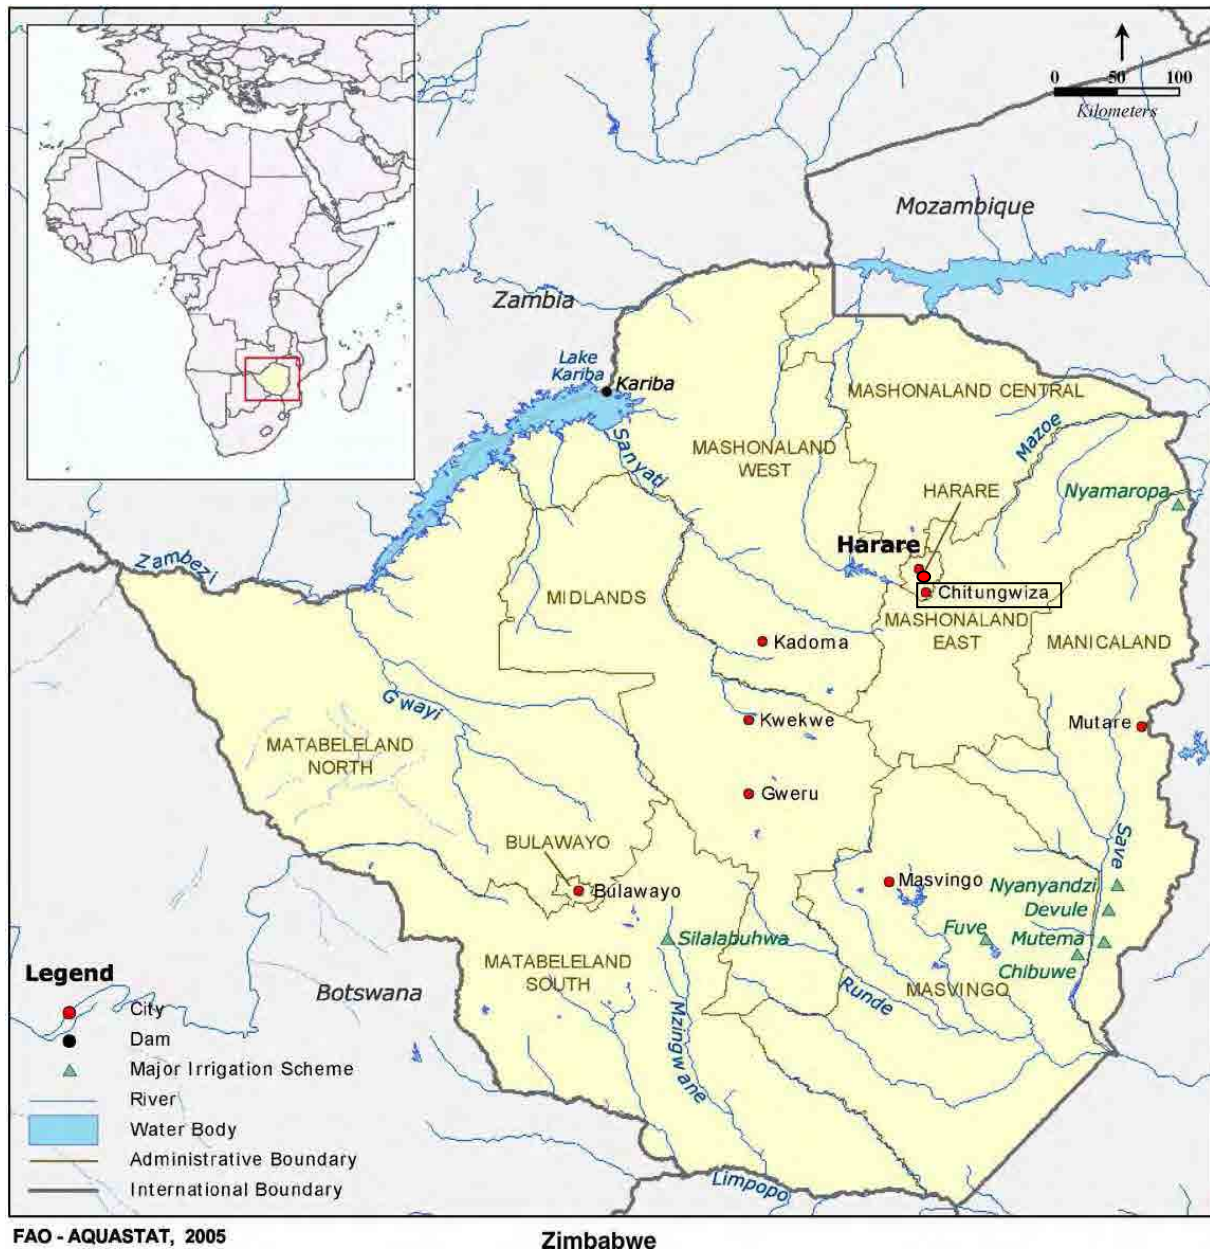 0 50 100
Kilometers
Mozambique
Zambia
Lake
Kariba
Kariba
MASHONALAND CENTRAL
Sanyati
MASHONALAND
WEST
Mazoe
HARARE
Nyamaropa
Harare
Zambezi
MIDLANDS
Chitungwiza
MASHONALAND
EAST
MANICALAND
Kadoma
Gwayi
Kwekwe
Mutare
MATABELELAND
NORTH
Gweru
Save
BULAWAYO
Bulawayo
Masvingo
Nyanyandzi
Devule
Silalabuhwa
Fuve
Mutema
Chibuwe
MATABELELAND
SOUTH
Runde
MASVINGO
Botswana
Mzingwane
Limpopo
Legend
City
Dam
Major Irrigation Scheme
River
Water Body
Administrative Boundary
International Boundary
FAO - AQUASTAT, 2005
Zimbabwe